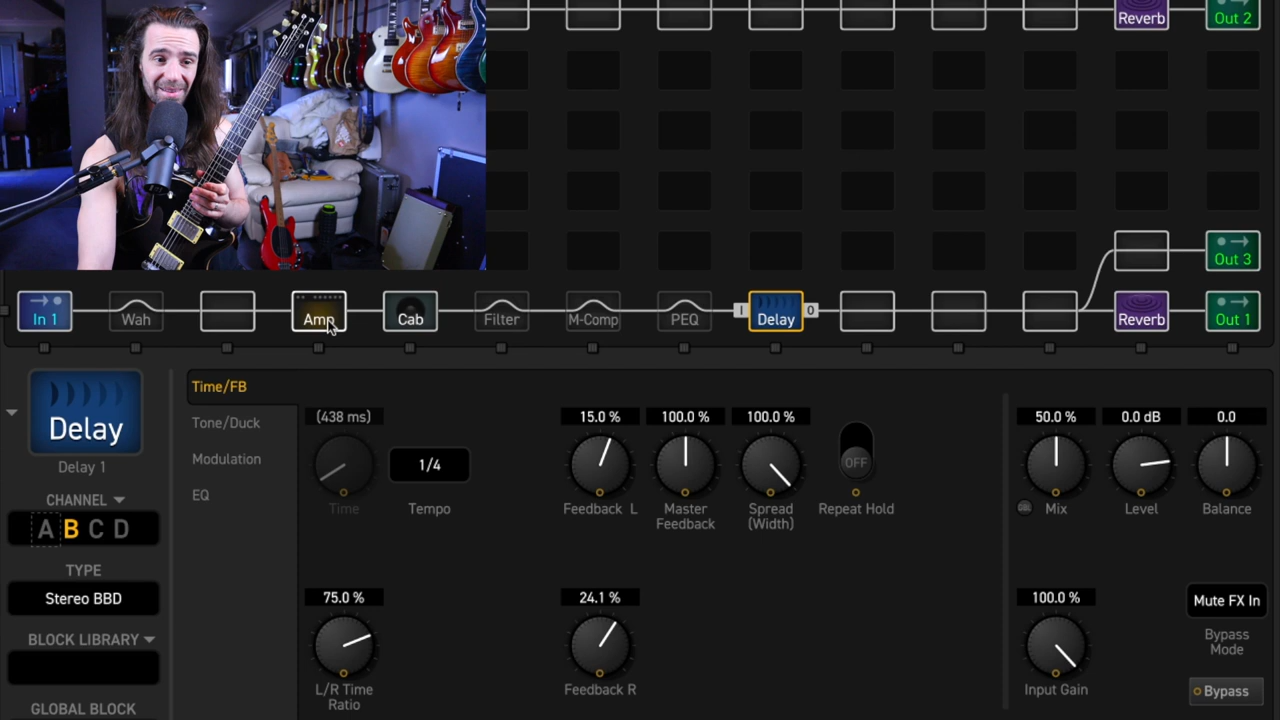 Reverb
Out 2
Out 3
In 1
Wah
Amp
Cab
Filter
M-Comp
PEQ
I
Delay
O
Reverb
Out 1
Delay
Delay 1
CHANNEL
A B C D
TYPE
Stereo BBD
BLOCK LIBRARY
GLOBAL BLOCK
Time/FB
Tone/Duck
Modulation
EQ
(438 ms)
Time
1/4
Tempo
15.0 %
Feedback L
100.0 %
Master
Feedback
100.0 %
Spread
(Width)
OFF
Repeat Hold
50.0 %
Mix
0.0 dB
Level
0.0
Balance
75.0 %
L/R Time
Ratio
24.1 %
Feedback R
100.0 %
Input Gain
Mute FX In
Bypass
Mode
Bypass